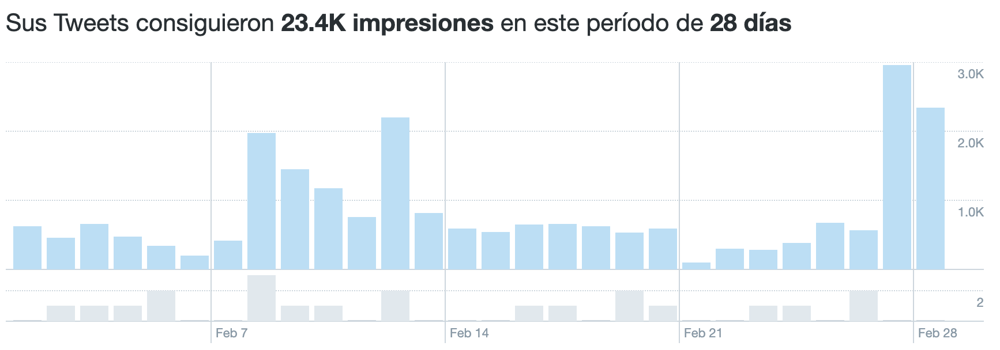 Sus Tweets consiguieron 23.4K impresiones en este período de 28 días
3.0K
2.0K
1.0K
2
Feb 7 Feb 14 Feb 21 Feb 28